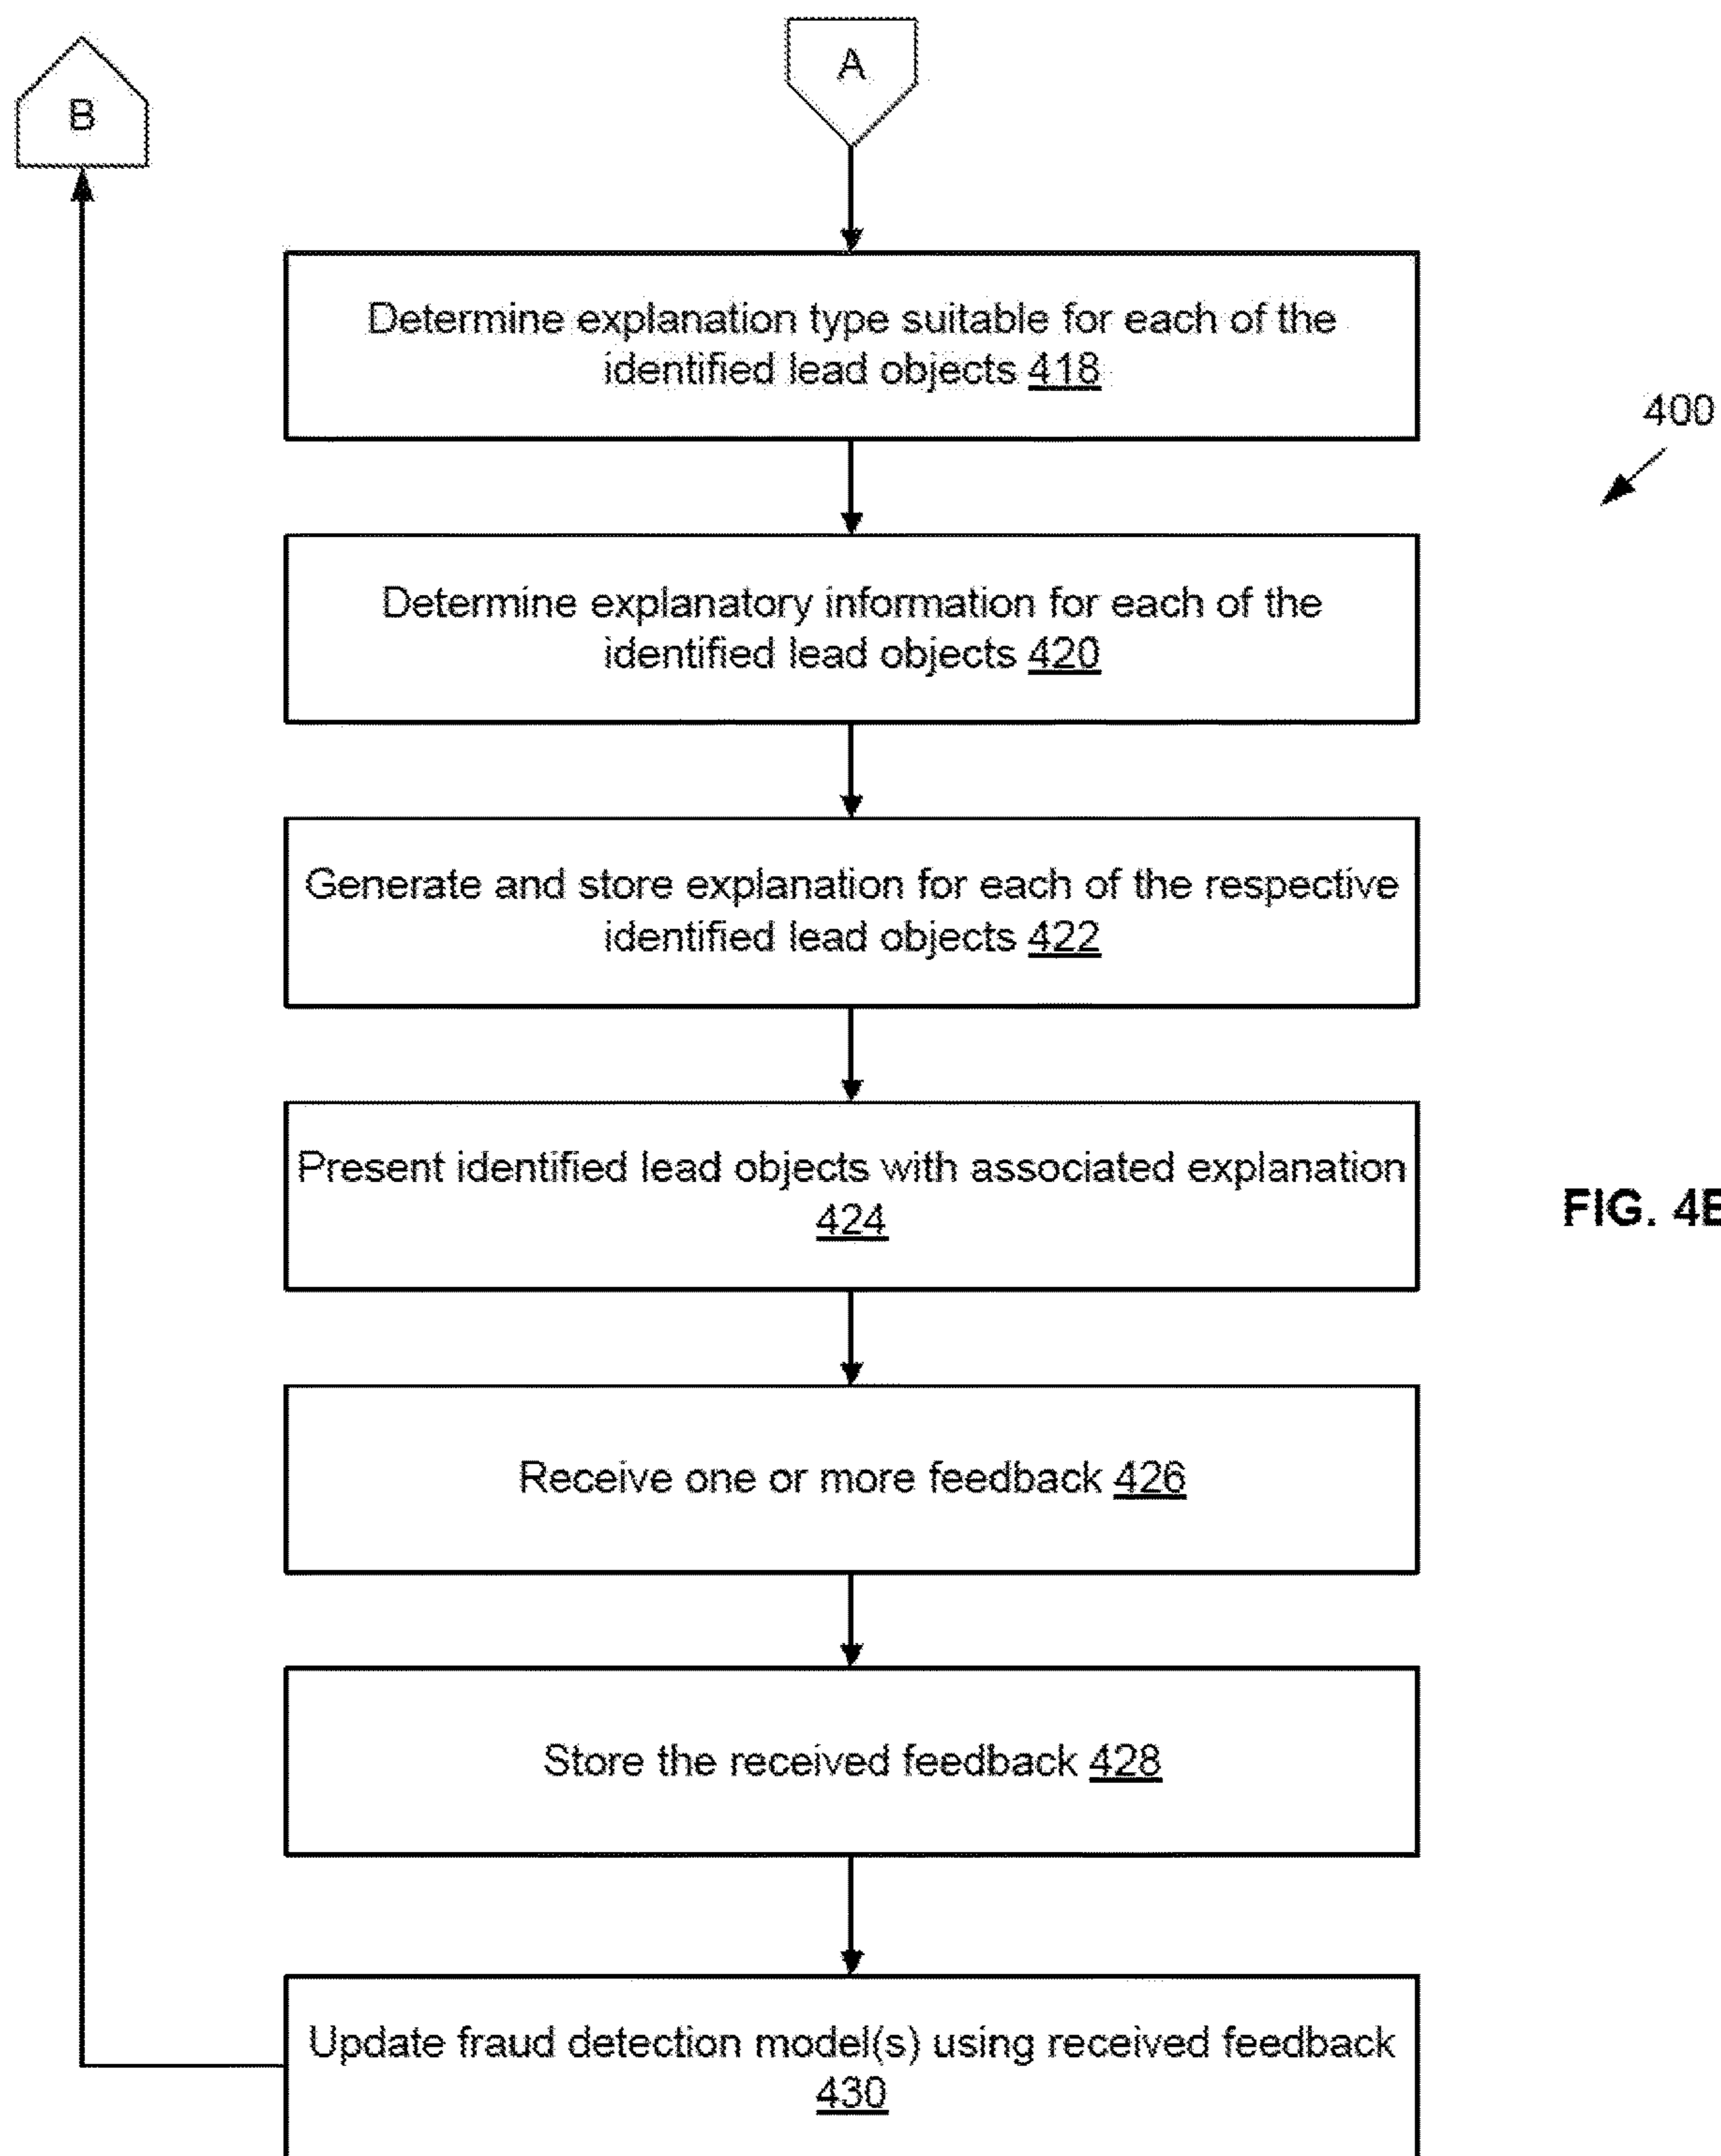 B
A
Determine explanation type suitable for each of the
identified lead objects 418
400
Determine explanatory information for each of the
identified lead objects 420
Generate and store explanation for each of the respective
identified lead objects 422
Present identified lead objects with associated explanation
424
FIG. 4B
Receive one or more feedback 426
Store the received feedback 428
Update fraud detection model(s) using received feedback
430